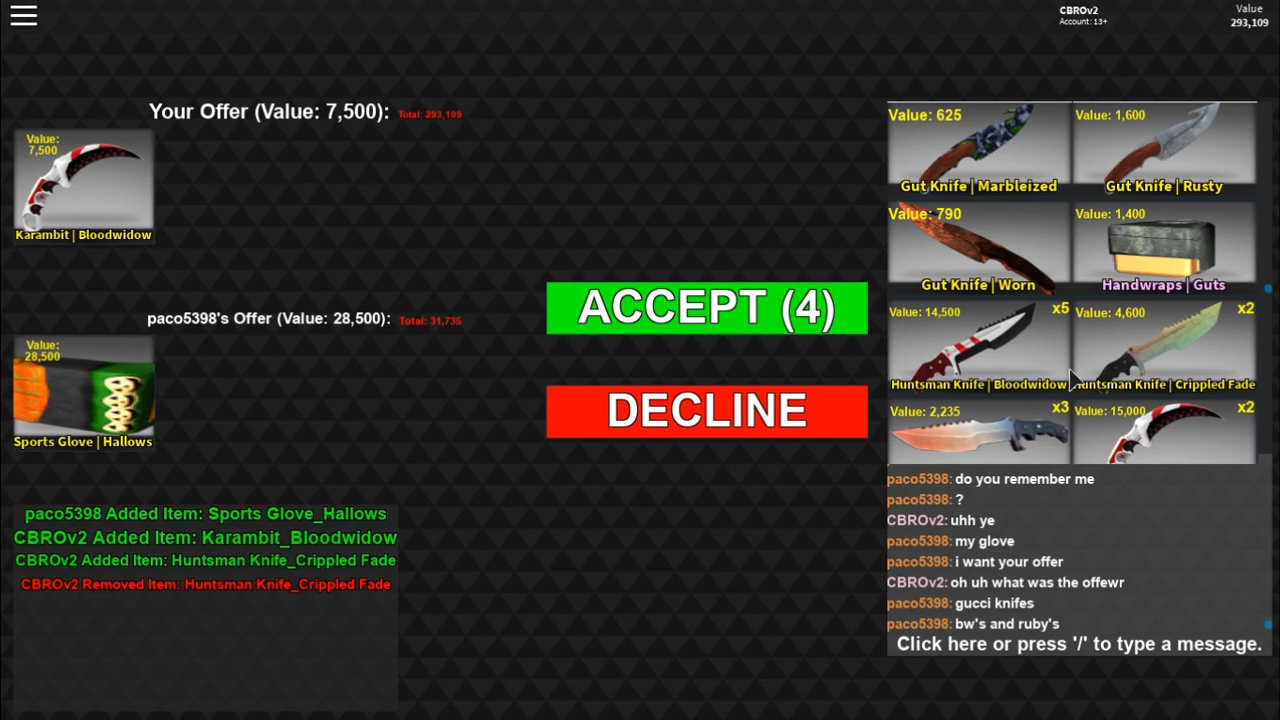 CBROv2
Account: 13+
Value
293,109
Your Offer (Value: 7,500):
Total: 293,109
Value:
7,500
Karambit | Bloodwidow
paco5398's Offer (Value: 28,500):
Total: 31,735
Value:
28,500
Sports Glove | Hallows
ACCEPT (4)
DECLINE
paco5398 Added Item: Sports Glove_Hallows
CBROv2 Added Item: Karambit_Bloodwidow
CBROv2 Added Item: Huntsman Knife_Crippled Fade
CBROv2 Removed Item: Huntsman Knife_Crippled Fade
Value: 625
Gut Knife | Marbleized
Value: 1,600
Gut Knife | Rusty
Value: 790
Gut Knife | Worn
Value: 1,400
Handwraps | Guts
Value: 14,500
x5
Huntsman Knife | Bloodwidow
Value: 4,600
x2
Huntsman Knife | Crippled Fade
Value: 2,235
x3
Value: 15,000
x2
paco5398: do you remember me
paco5398: ?
CBROv2: uhh ye
paco5398: my glove
paco5398: i want your offer
CBROv2: oh uh what was the offewr
paco5398: gucci knifes
paco5398: bw's and ruby's
Click here or press '/' to type a message.